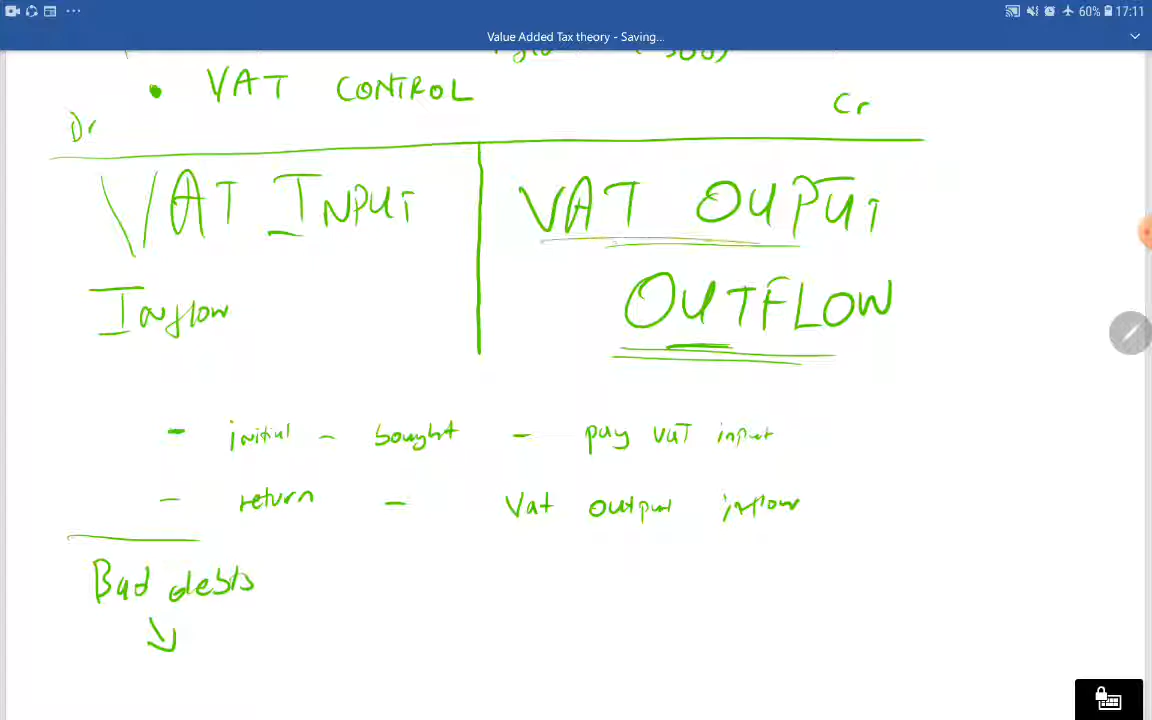 60% 17:11
Value Added Tax theory - Saving...
• VAT CONTROL
Dr Cr
VAT INPUT VAT OUPUT
Inflow OUTFLOW
- initial - bought - pay vat input
- return - Vat output inflow
Bad debts